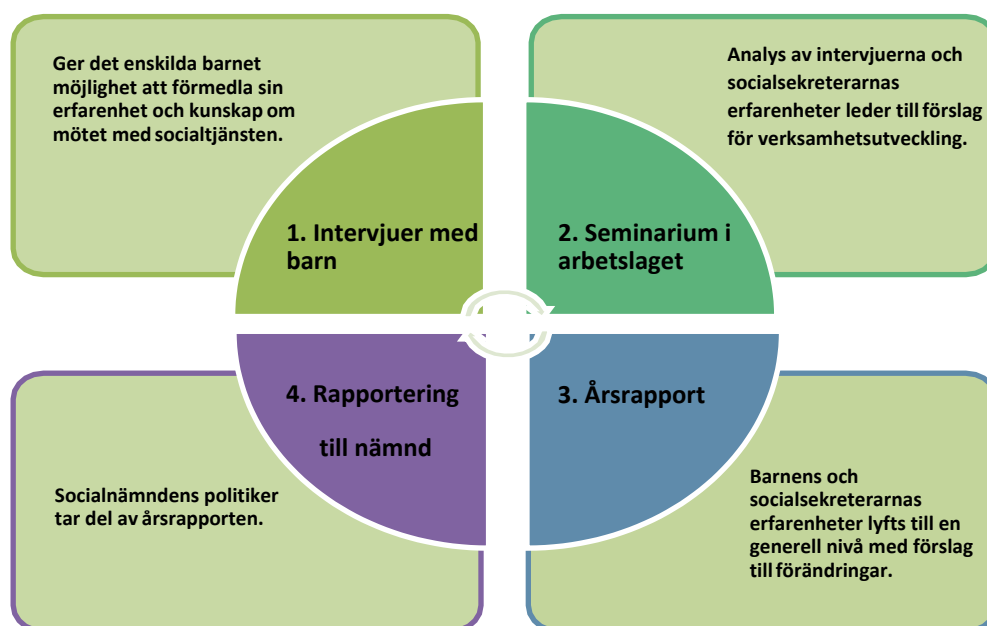 Ger det enskilda barnet
möjlighet att förmedla sin
erfarenhet och kunskap om
mötet med socialtjänsten.
1. Intervjuer med
barn
Analys av intervjuerna och
socialsekreterarnas
erfarenheter leder till förslag
för verksamhetsutveckling.
2. Seminarium i
arbetslaget
3. Årsrapport
Barnens och
socialsekreterarnas
erfarenheter lyfts till en
generell nivå med förslag
till förändringar.
4. Rapportering
till nämnd
Socialnämndens politiker
tar del av årsrapporten.